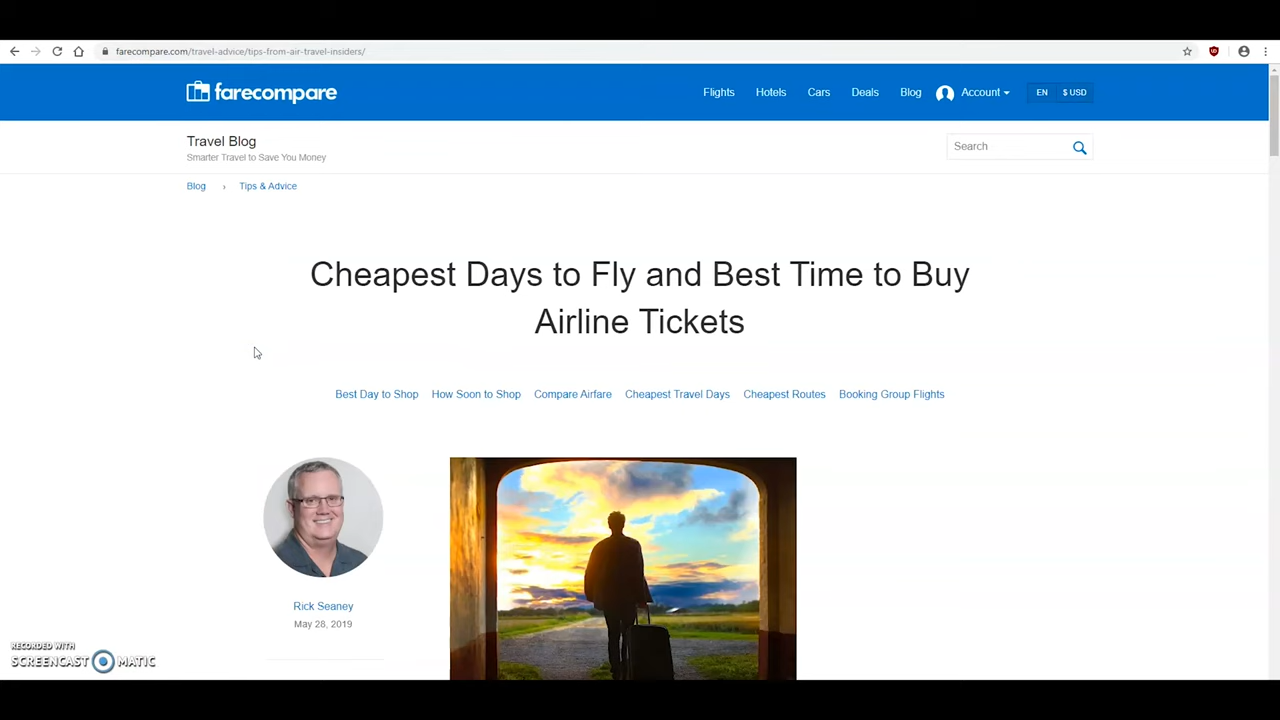 farecompare.com/travel-advice/tips-from-air-travel-insiders/
farecompare
Flights Hotels Cars Deals Blog Account EN $ USD
Travel Blog
Smarter Travel to Save You Money
Search
Blog › Tips & Advice
Cheapest Days to Fly and Best Time to Buy
Airline Tickets
Best Day to Shop How Soon to Shop Compare Airfare Cheapest Travel Days Cheapest Routes Booking Group Flights
Rick Seaney
May 28, 2019
RECORDED WITH
SCREENCAST MATIC